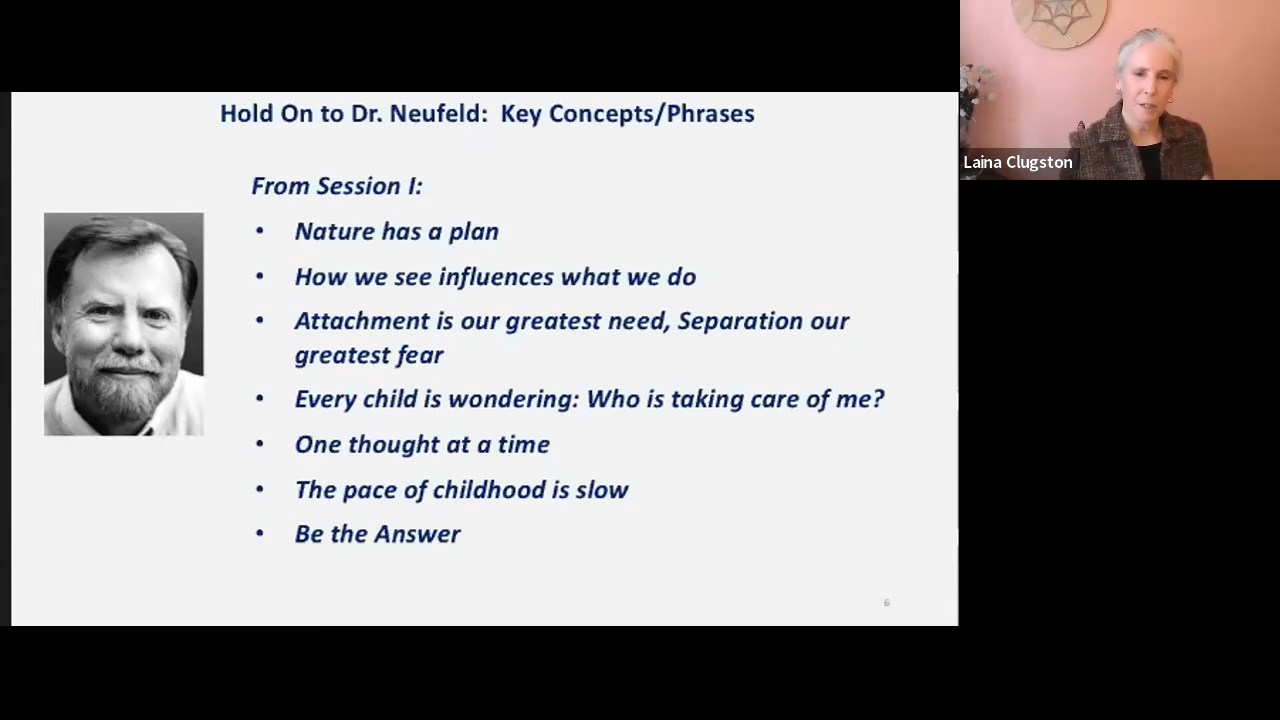 Hold On to Dr. Neufeld: Key Concepts/Phrases
From Session I:
• Nature has a plan
• How we see influences what we do
• Attachment is our greatest need, Separation our
greatest fear
• Every child is wondering: Who is taking care of me?
• One thought at a time
• The pace of childhood is slow
• Be the Answer
6
Laina Clugston